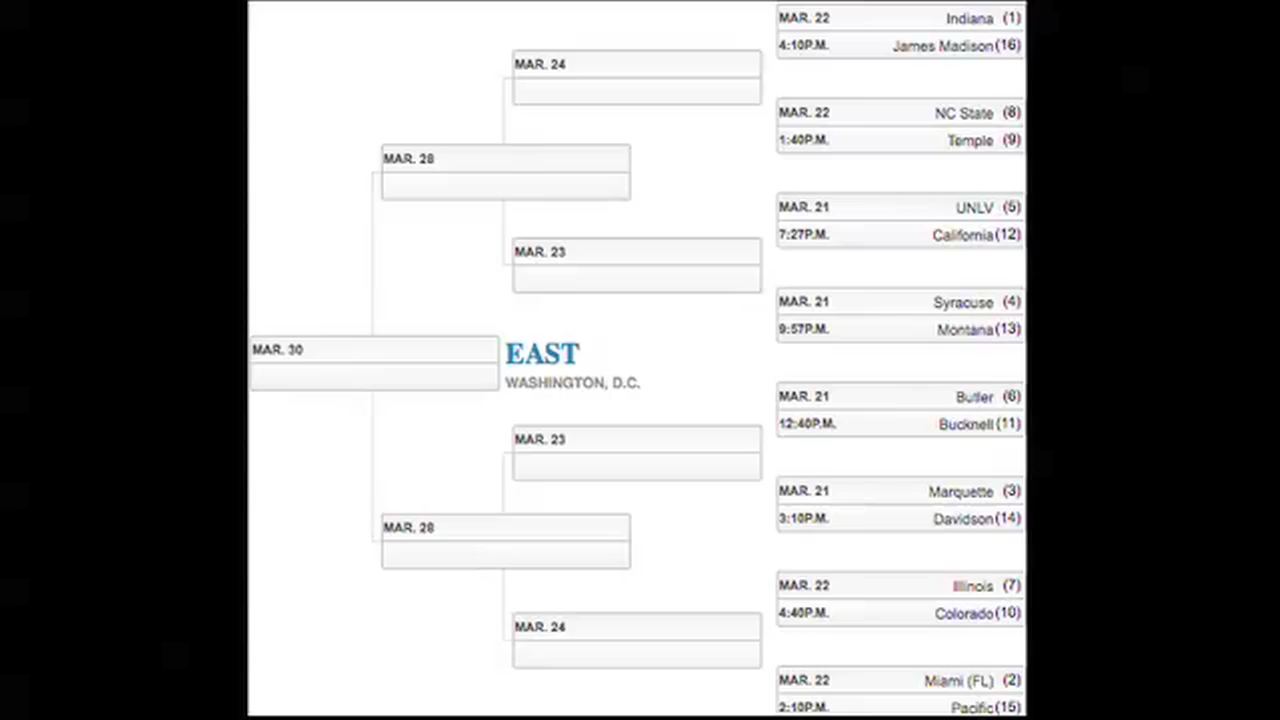 MAR. 22 Indiana (1)
4:10P.M. James Madison(16)
MAR. 24
MAR. 22 NC State (8)
1:40P.M. Temple (9)
MAR. 28
MAR. 21 UNLV (5)
7:27P.M. California(12)
MAR. 23
MAR. 21 Syracuse (4)
9:57P.M. Montana(13)
MAR. 30
EAST
WASHINGTON, D.C.
MAR. 21 Butler (6)
12:40P.M. Bucknell(11)
MAR. 23
MAR. 21 Marquette (3)
3:10P.M. Davidson(14)
MAR. 28
MAR. 22 Illinois (7)
4:40P.M. Colorado(10)
MAR. 24
MAR. 22 Miami (FL) (2)
2:10P.M. Pacific(15)